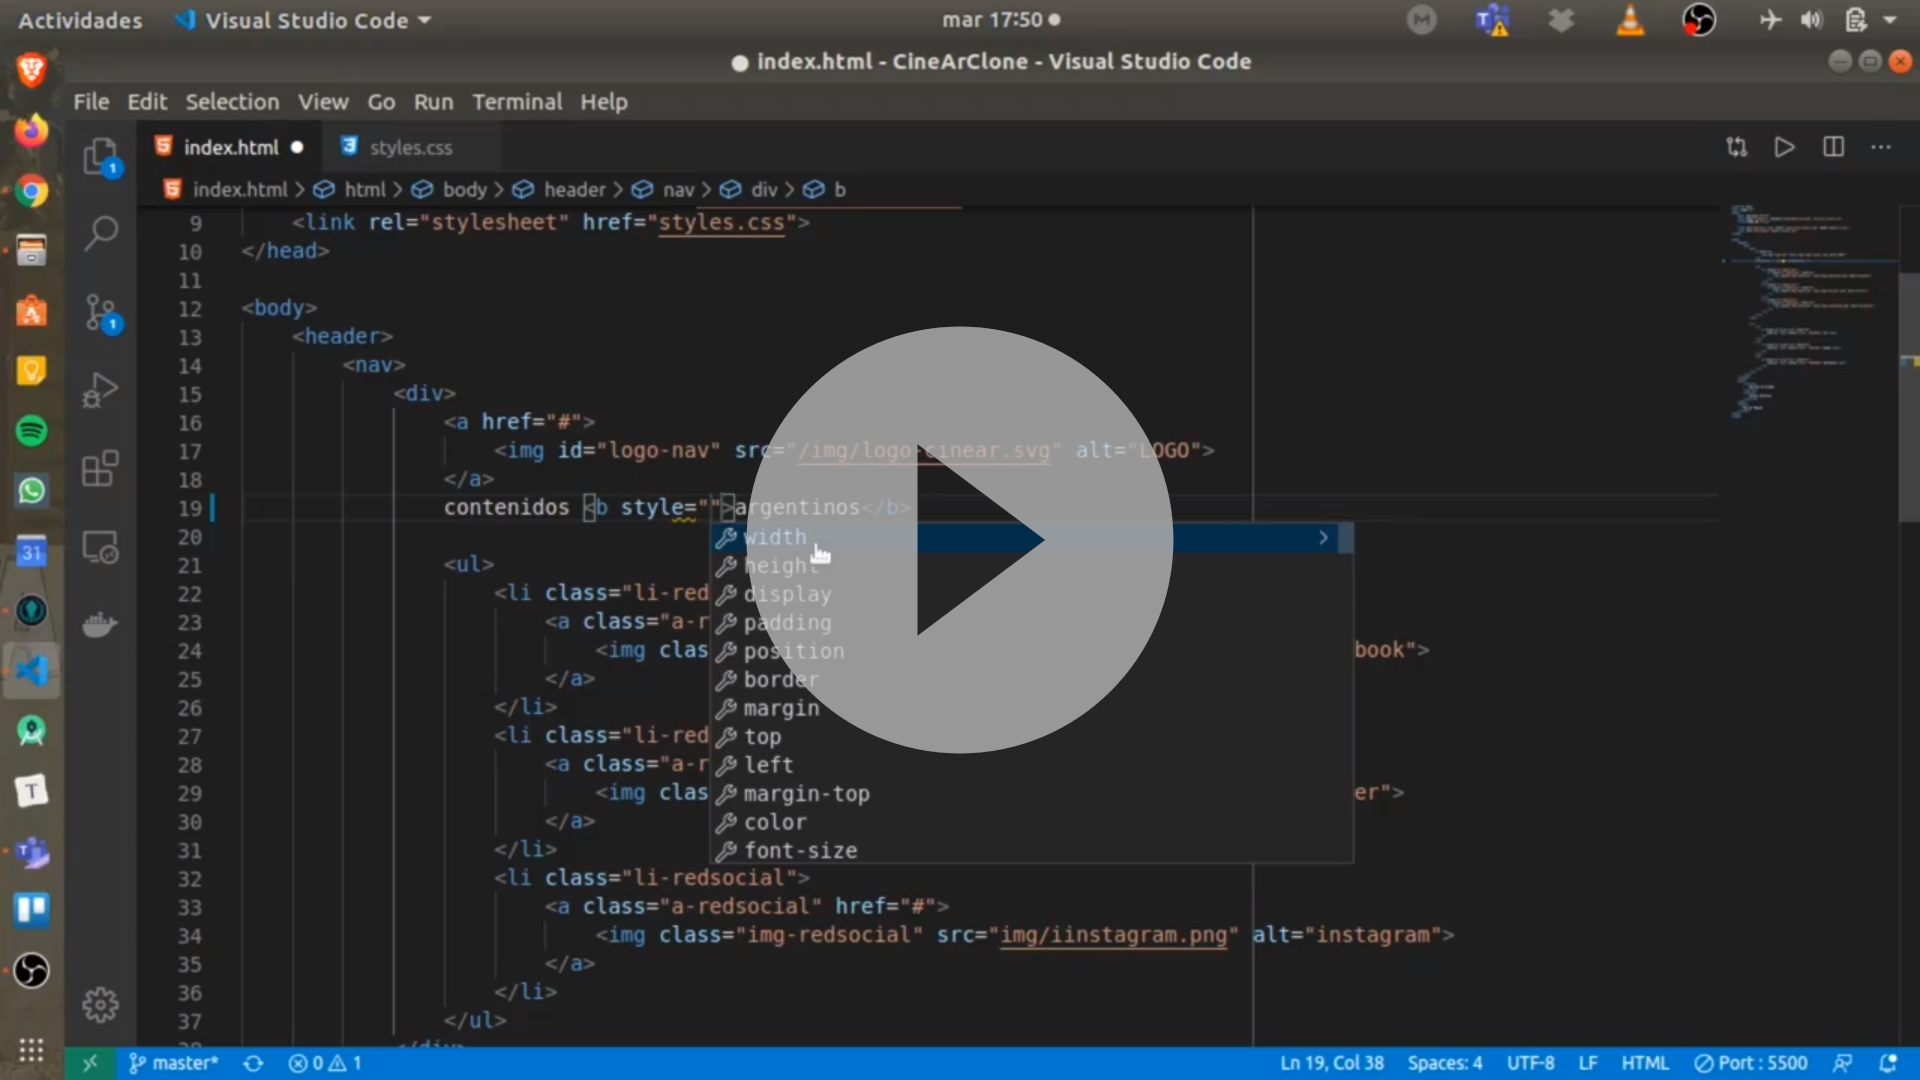 Actividades Visual Studio Code mar 17:50
index.html - CineArClone - Visual Studio Code
File Edit Selection View Go Run Terminal Help
index.html styles.css
index.html > html > body > header > nav > div > b
9 <link rel="stylesheet" href="styles.css">
10 </head>
11
12 <body>
13 <header>
14 <nav>
15 <div>
16 <a href="#">
17 <img id="logo-nav" src="/img/logo-cinear.svg" alt="LOGO">
18 </a>
19 contenidos <b style="">argentinos</b>
20
21 <ul>
22 <li class="li-red
23 <a class="a-r
24 <img clas book">
25 </a>
26 </li>
27 <li class="li-red
28 <a class="a-r
29 <img clas er">
30 </a>
31 </li>
32 <li class="li-redsocial">
33 <a class="a-redsocial" href="#">
34 <img class="img-redsocial" src="img/iinstagram.png" alt="instagram">
35 </a>
36 </li>
37 </ul>
width
height
display
padding
position
border
margin
top
left
margin-top
color
font-size
master* 0 1 Ln 19, Col 38 Spaces: 4 UTF-8 LF HTML Port : 5500